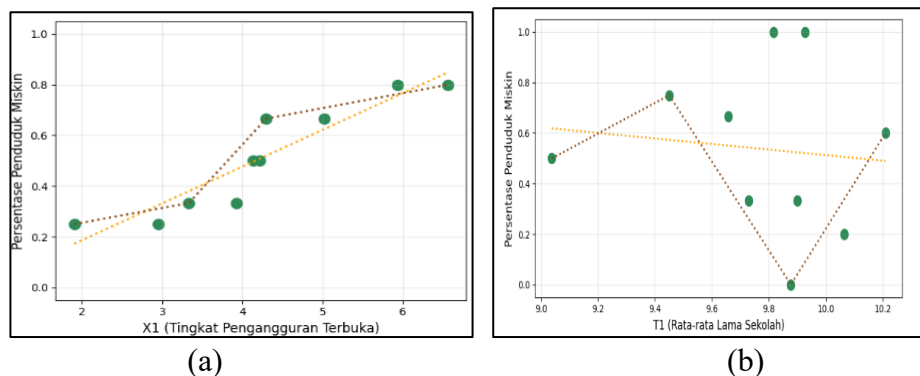 Persentase Penduduk Miskin
1.0
0.8
0.6
0.4
0.2
0.0
2 3 4 5 6
X1 (Tingkat Pengangguran Terbuka)
(a)
Persentase Penduduk Miskin
1.0
0.8
0.6
0.4
0.2
0.0
9.0 9.2 9.4 9.6 9.8 10.0 10.2
T1 (Rata-rata Lama Sekolah)
(b)